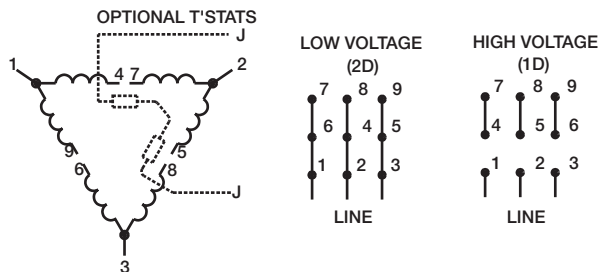 OPTIONAL T'STATS
J
1
4 7
2
9
5
6
8
J
3
LOW VOLTAGE
(2D)
7 8 9
6 4 5
1 2 3
LINE
HIGH VOLTAGE
(1D)
7 8 9
4 5 6
1 2 3
LINE